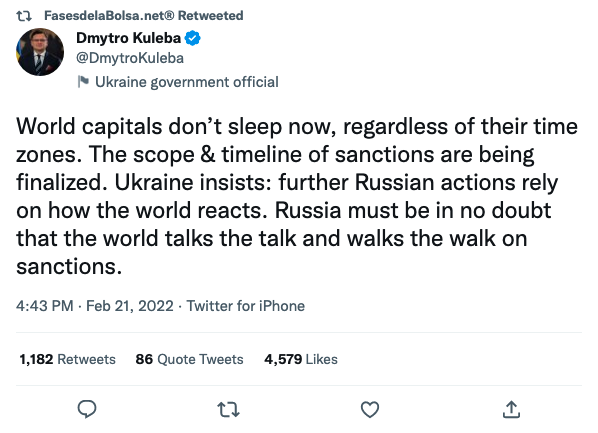 FasesdelaBolsa.net® Retweeted
Dmytro Kuleba
@DmytroKuleba
Ukraine government official
World capitals don’t sleep now, regardless of their time
zones. The scope & timeline of sanctions are being
finalized. Ukraine insists: further Russian actions rely
on how the world reacts. Russia must be in no doubt
that the world talks the talk and walks the walk on
sanctions.
4:43 PM · Feb 21, 2022 · Twitter for iPhone
1,182 Retweets 86 Quote Tweets 4,579 Likes